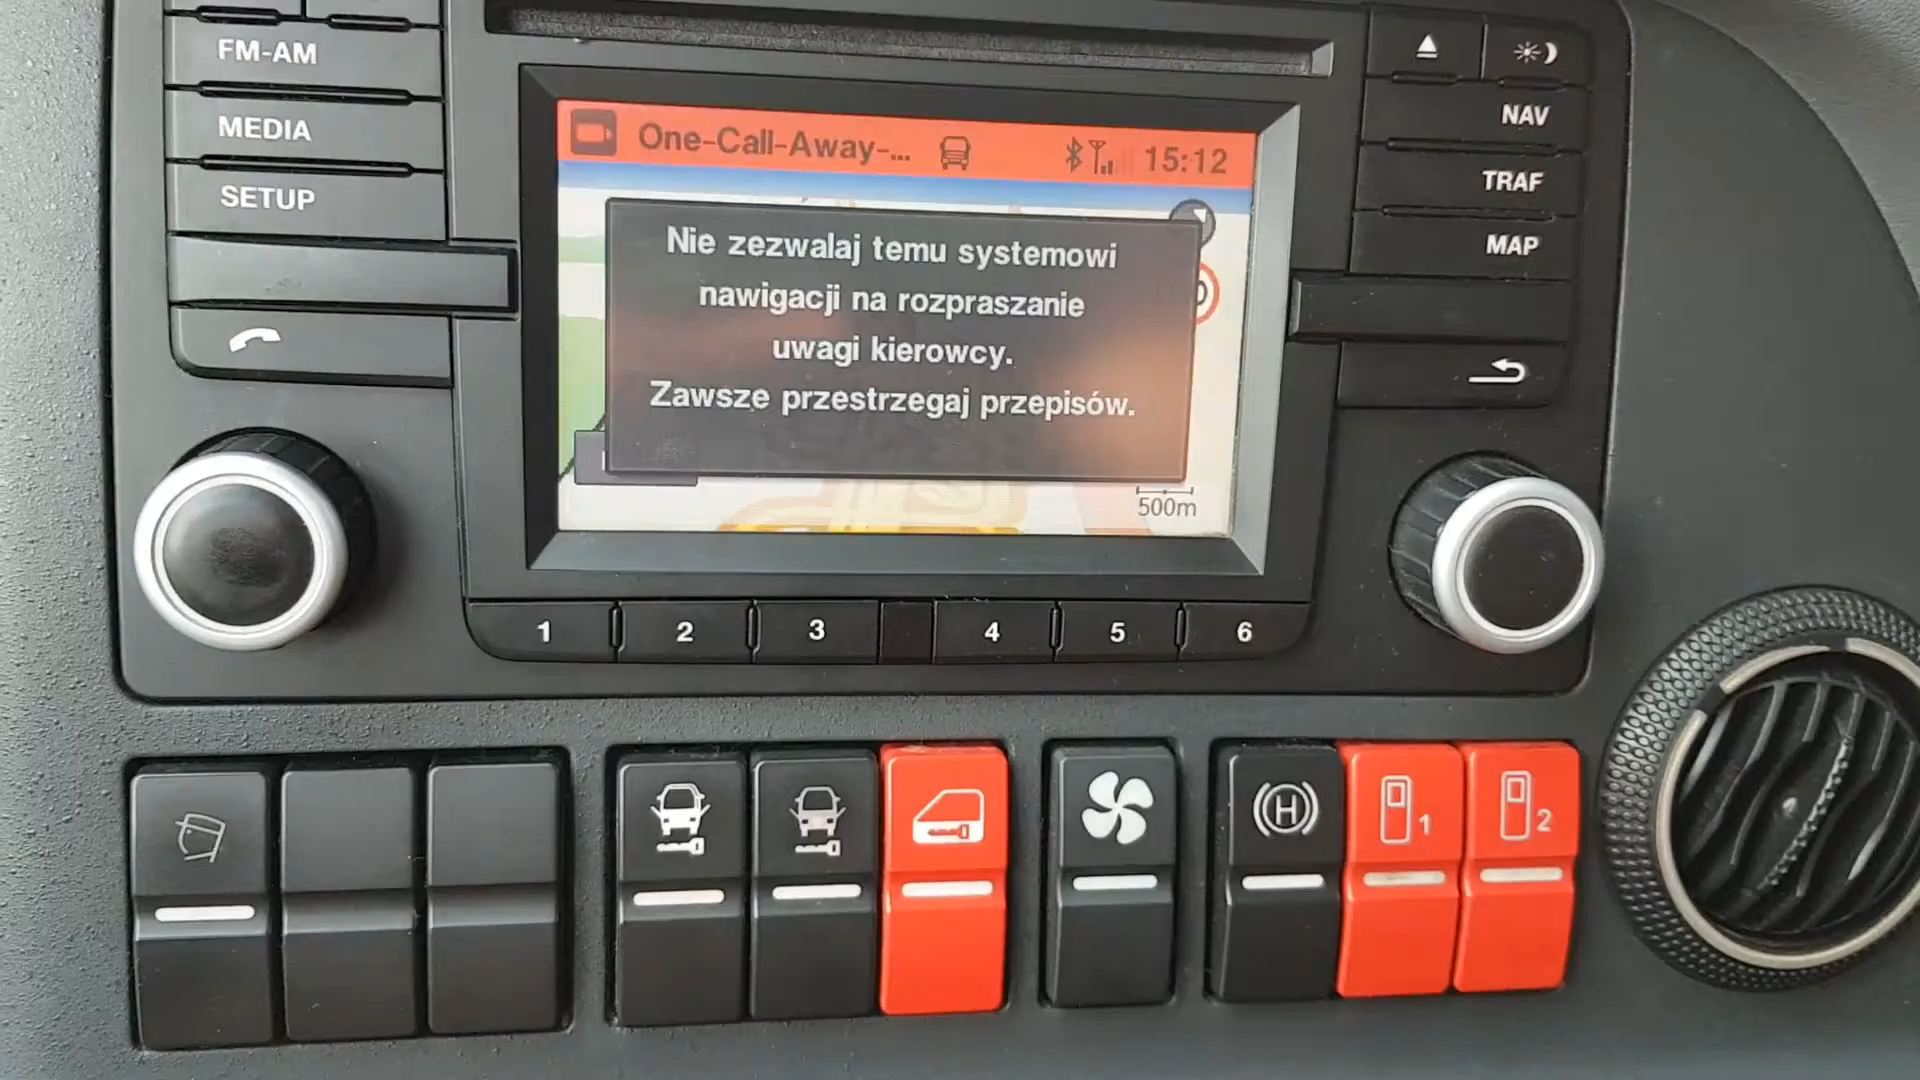 FM-AM
MEDIA
SETUP
One-Call-Away-...
15:12
Nie zezwalaj temu systemowi
nawigacji na rozpraszanie
uwagi kierowcy.
Zawsze przestrzegaj przepisów.
500m
NAV
TRAF
MAP
1 2 3 4 5 6
H
1
2